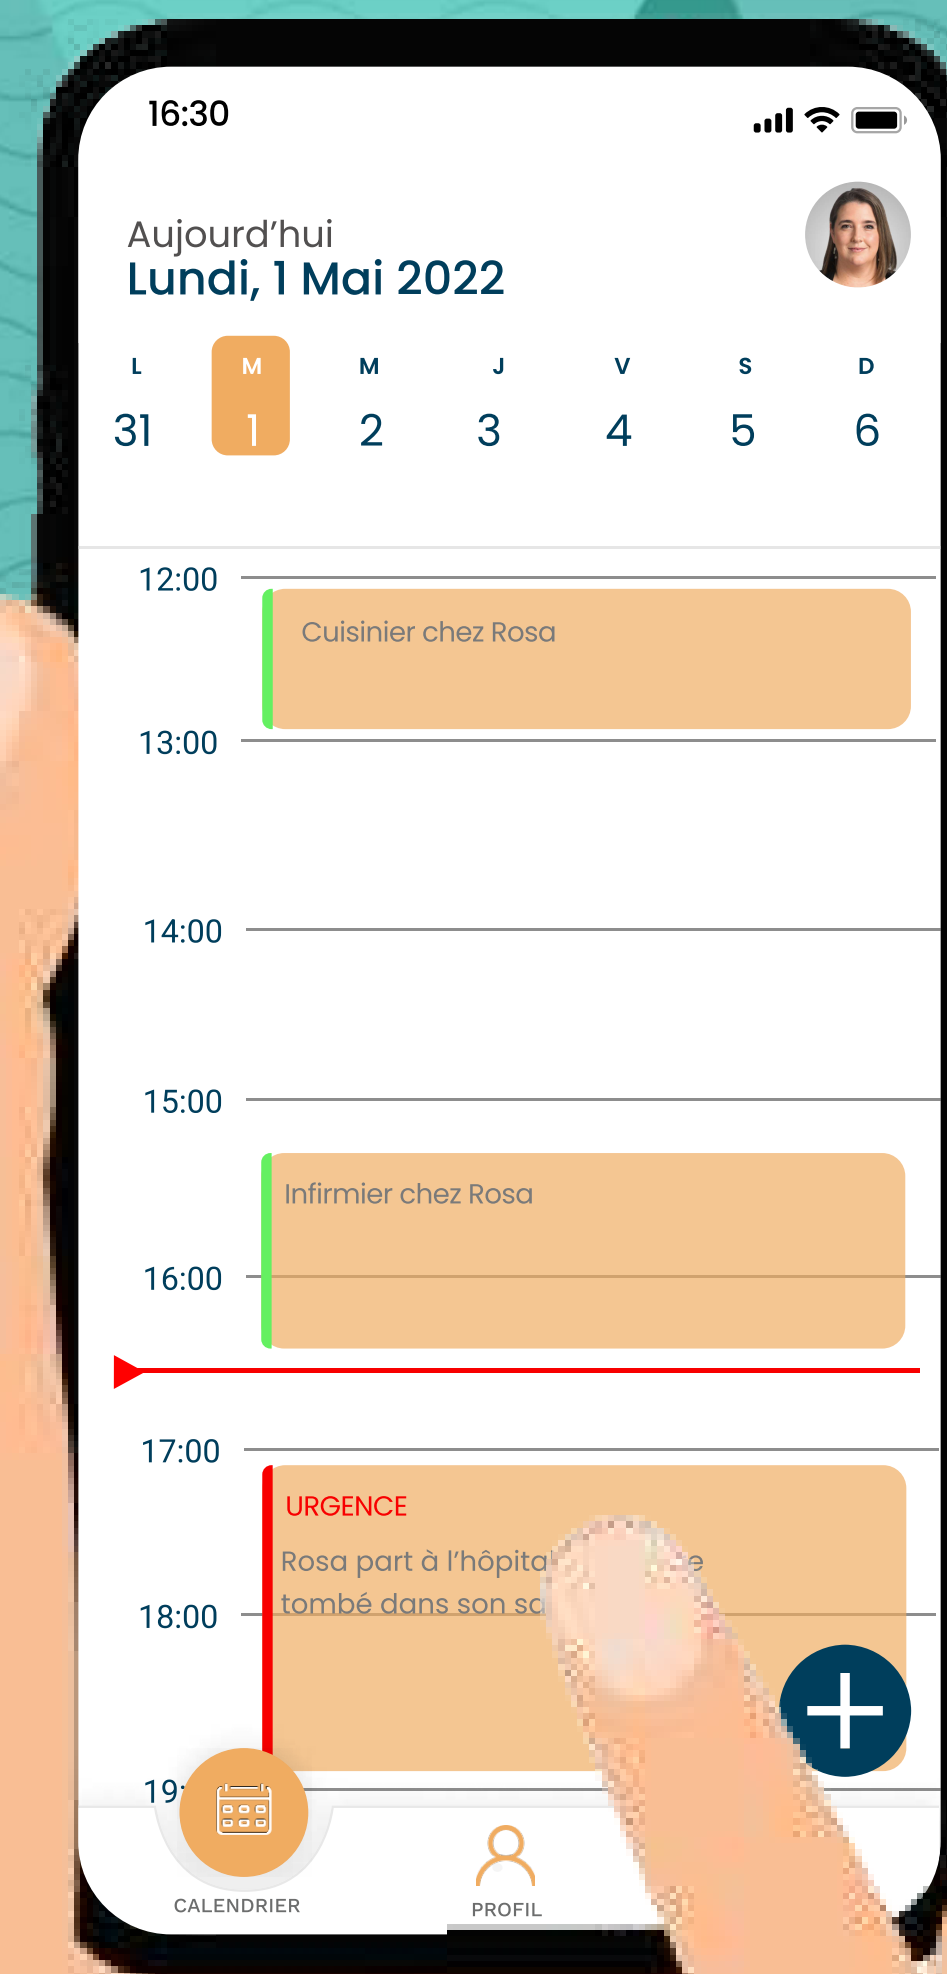 16:30
Aujourd’hui
Lundi, 1 Mai 2022
L M M J V S D
31 1 2 3 4 5 6
12:00
Cuisinier chez Rosa
13:00
14:00
15:00
Infirmier chez Rosa
16:00
17:00
URGENCE
Rosa part à l’hôpital
tombé dans son
18:00
CALENDRIER
PROFIL